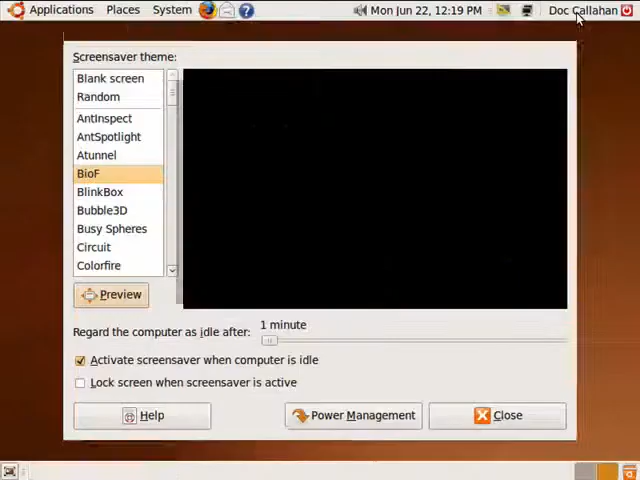 Applications Places System Mon Jun 22, 12:19 PM Doc Callahan
Screensaver theme:
Blank screen
Random
AntInspect
AntSpotlight
Atunnel
BioF
BlinkBox
Bubble3D
Busy Spheres
Circuit
Colorfire
Preview
Regard the computer as idle after:
1 minute
Activate screensaver when computer is idle
Lock screen when screensaver is active
Help
Power Management
Close